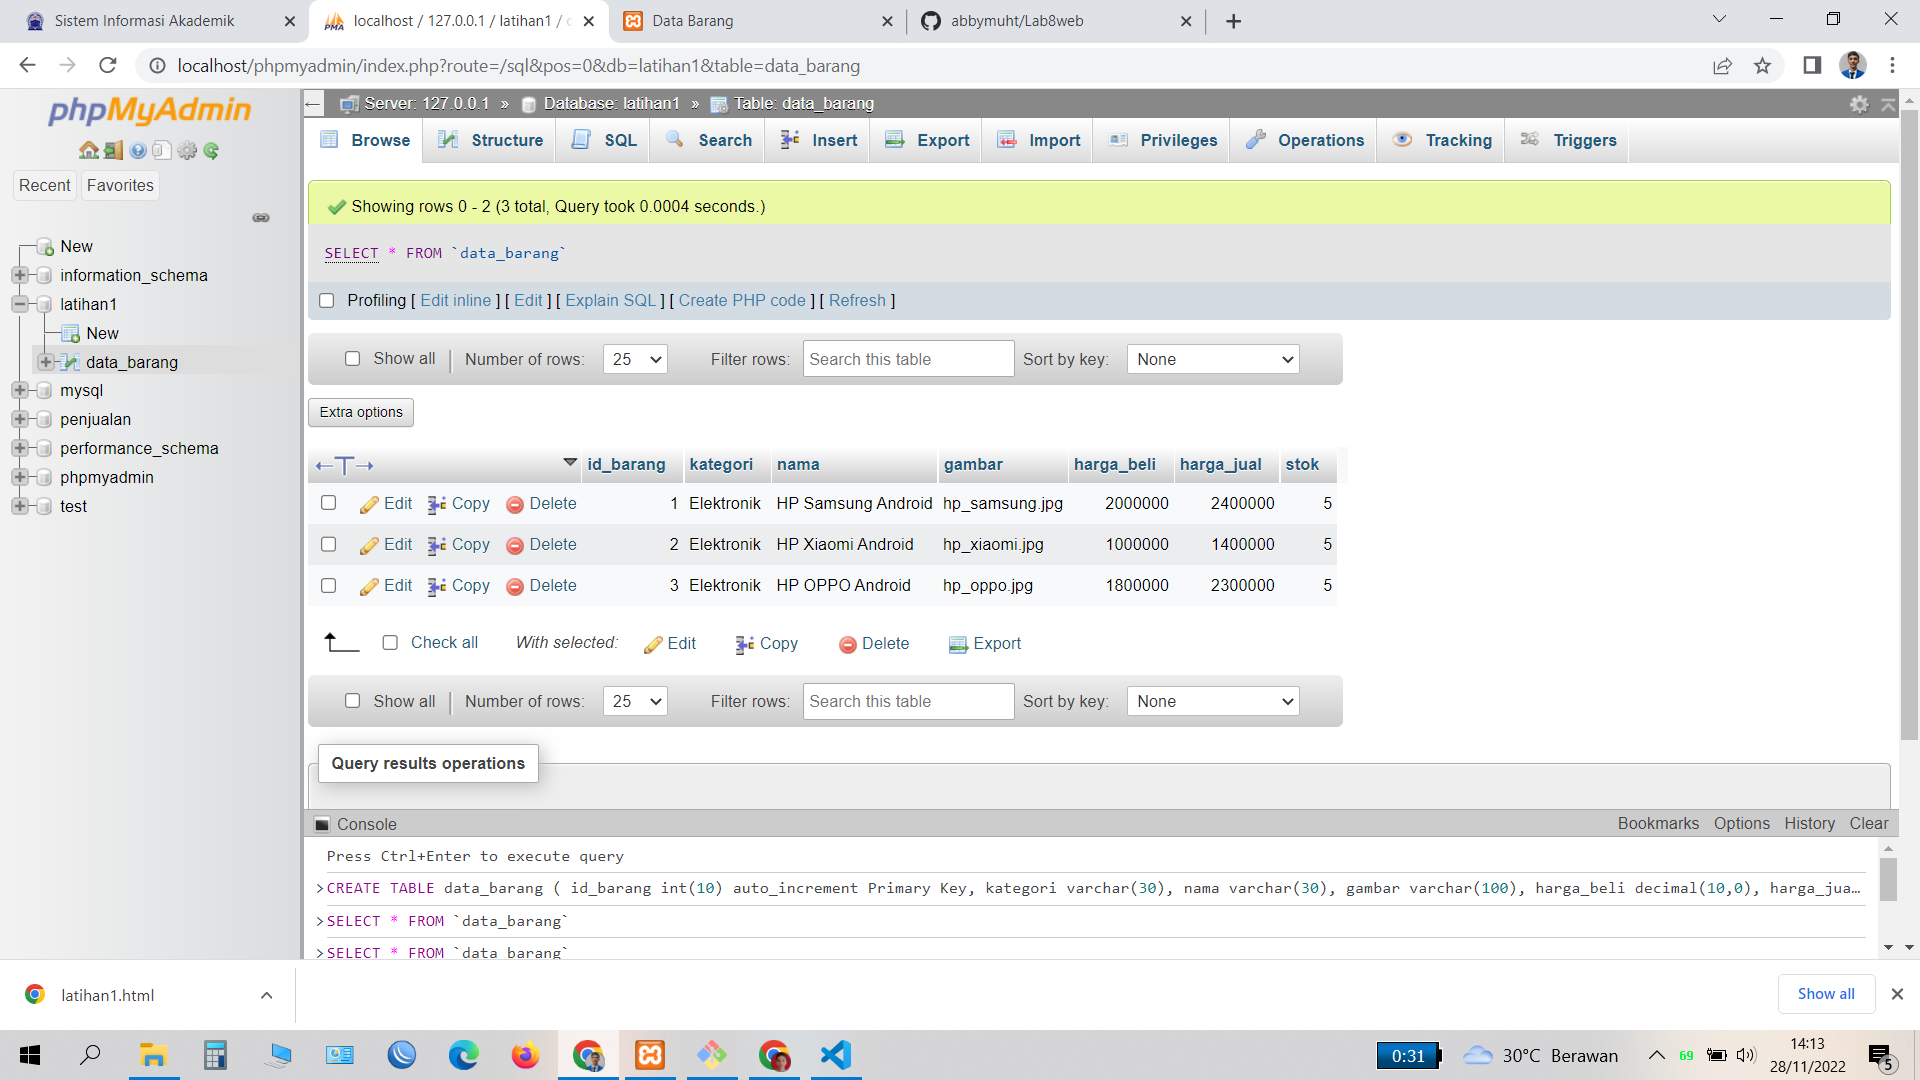 Sistem Informasi Akademik
localhost / 127.0.0.1 / latihan1 /
Data Barang
abbymuht/Lab8web
localhost/phpmyadmin/index.php?route=/sql&pos=0&db=latihan1&table=data_barang
phpMyAdmin
Recent
Favorites
New
information_schema
latihan1
New
data_barang
mysql
penjualan
performance_schema
phpmyadmin
test
Server: 127.0.0.1 » Database: latihan1 » Table: data_barang
Browse Structure SQL Search Insert Export Import Privileges Operations Tracking Triggers
Showing rows 0 - 2 (3 total, Query took 0.0004 seconds.)
SELECT * FROM `data_barang`
Profiling [ Edit inline ] [ Edit ] [ Explain SQL ] [ Create PHP code ] [ Refresh ]
Show all Number of rows: 25 Filter rows: Search this table Sort by key: None
Extra options
←T→ id_barang kategori nama gambar harga_beli harga_jual stok
Edit Copy Delete 1 Elektronik HP Samsung Android hp_samsung.jpg 2000000 2400000 5
Edit Copy Delete 2 Elektronik HP Xiaomi Android hp_xiaomi.jpg 1000000 1400000 5
Edit Copy Delete 3 Elektronik HP OPPO Android hp_oppo.jpg 1800000 2300000 5
Check all With selected: Edit Copy Delete Export
Show all Number of rows: 25 Filter rows: Search this table Sort by key: None
Query results operations
Console Bookmarks Options History Clear
Press Ctrl+Enter to execute query
>CREATE TABLE data_barang ( id_barang int(10) auto_increment Primary Key, kategori varchar(30), nama varchar(30), gambar varchar(100), harga_beli decimal(10,0), harga_jua…
>SELECT * FROM `data_barang`
>SELECT * FROM `data_barang`
latihan1.html
Show all
0:31
30°C Berawan
69
14:13
28/11/2022
5